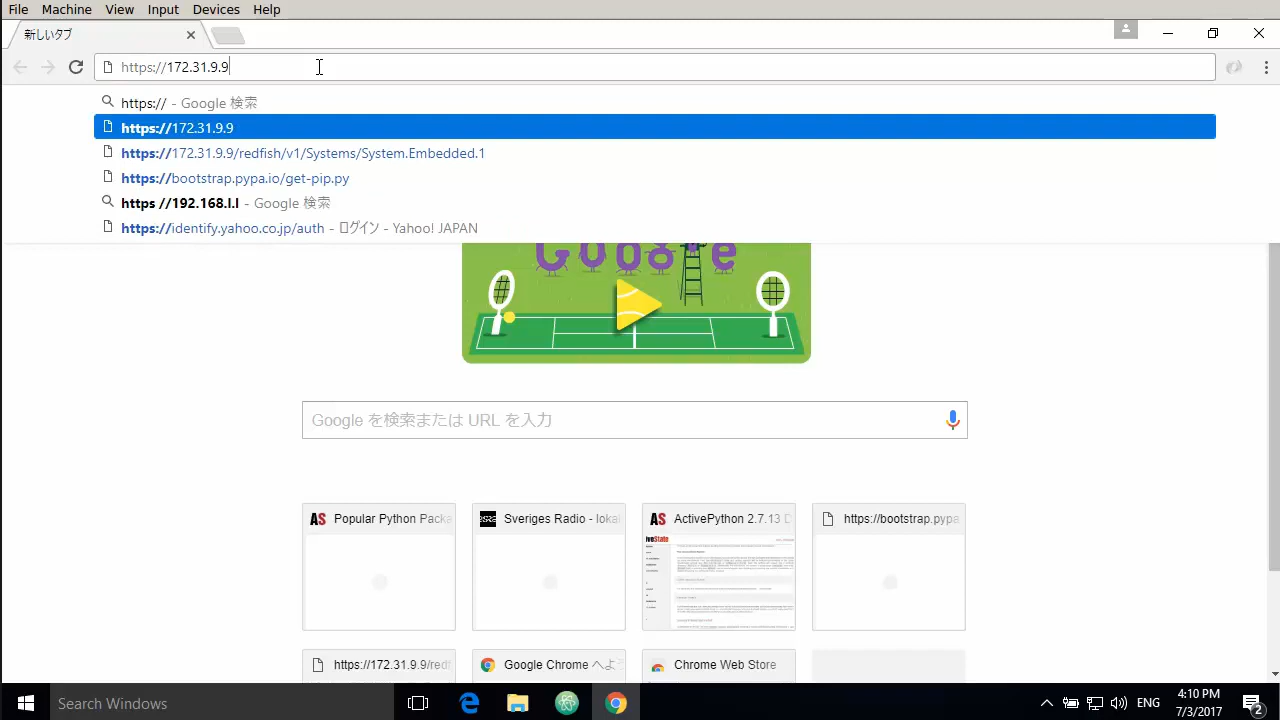 File Machine View Input Devices Help
新しいタブ
https://172.31.9.9
https:// - Google 検索
https://172.31.9.9
https://172.31.9.9/redfish/v1/Systems/System.Embedded.1
https://bootstrap.pypa.io/get-pip.py
https //192.168.l.l - Google 検索
https://identify.yahoo.co.jp/auth - ログイン - Yahoo! JAPAN
Google
Google を検索または URL を入力
AS Popular Python Packa
Sveriges Radio - lokal
AS ActivePython 2.7.13 D
https://bootstrap.pypa
iveState
https://172.31.9.9/redf
Google Chrome へよ
Chrome Web Store
Search Windows
ENG
4:10 PM
7/3/2017
2